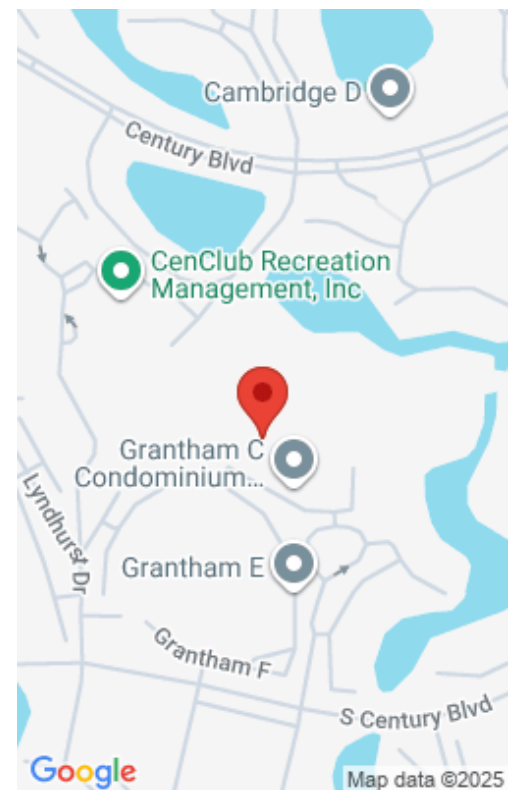 Cambridge D
Century Blvd
CenClub Recreation
Management, Inc
Grantham C
Condominium...
Lyndhurst Dr
Grantham E
Grantham F
S Century Blvd
Google
Map data ©2025